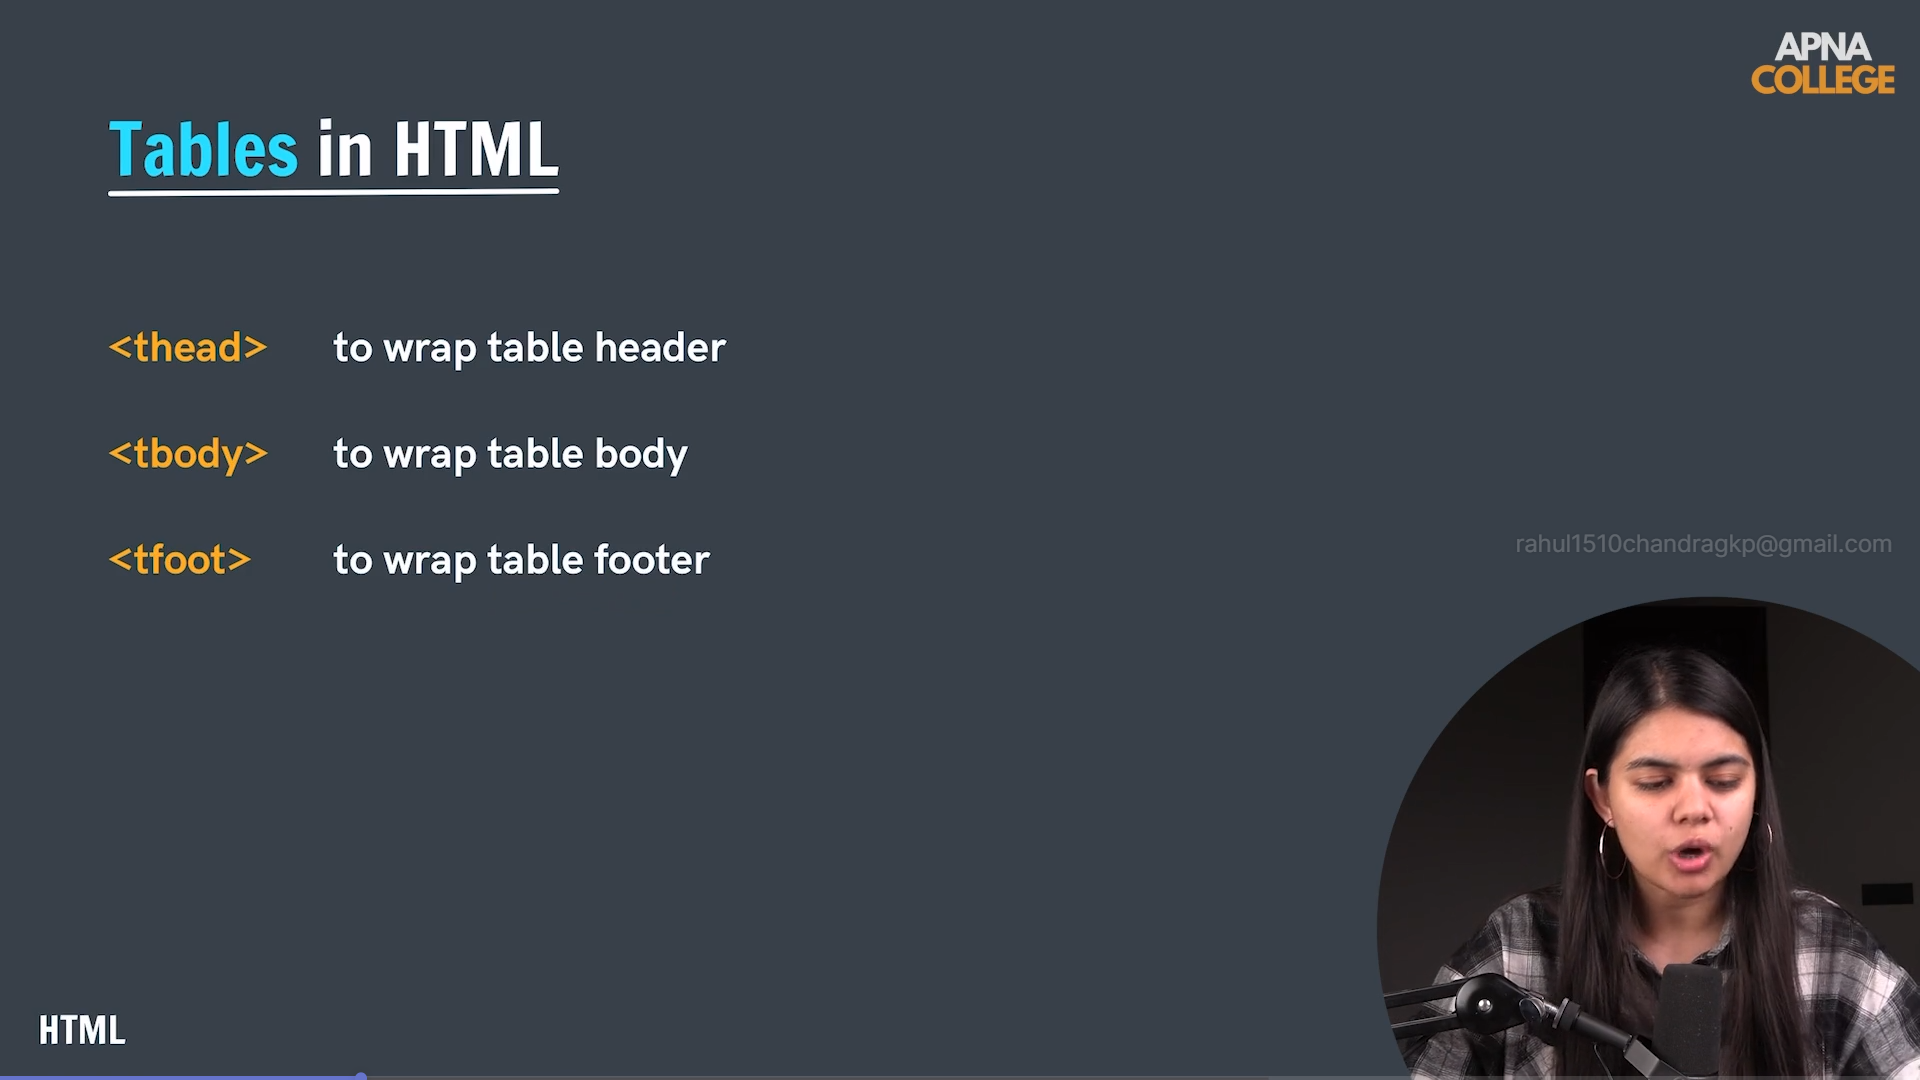 APNA
COLLEGE
Tables in HTML
<thead> to wrap table header
<tbody> to wrap table body
<tfoot> to wrap table footer
rahul1510chandragkp@gmail.com
HTML